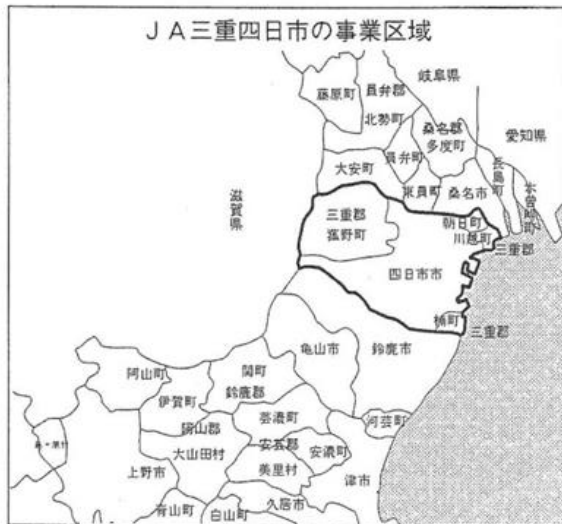 JA三重四日市の事業区域
岐阜県
藤原町
員弁郡
北勢町
桑名郡
多度町
愛知県
員弁町
大安町
東員町
桑名市
長島町
木曽岬町
滋賀県
三重郡
菰野町
朝日町
川越町
三重郡
四日市市
楠町
三重郡
亀山市
鈴鹿市
阿山町
関町
鈴鹿郡
伊賀町
芸濃町
河芸町
阿山郡
安芸郡
安濃町
大山田村
美里村
上野市
津市
青山町
白山町
久居市